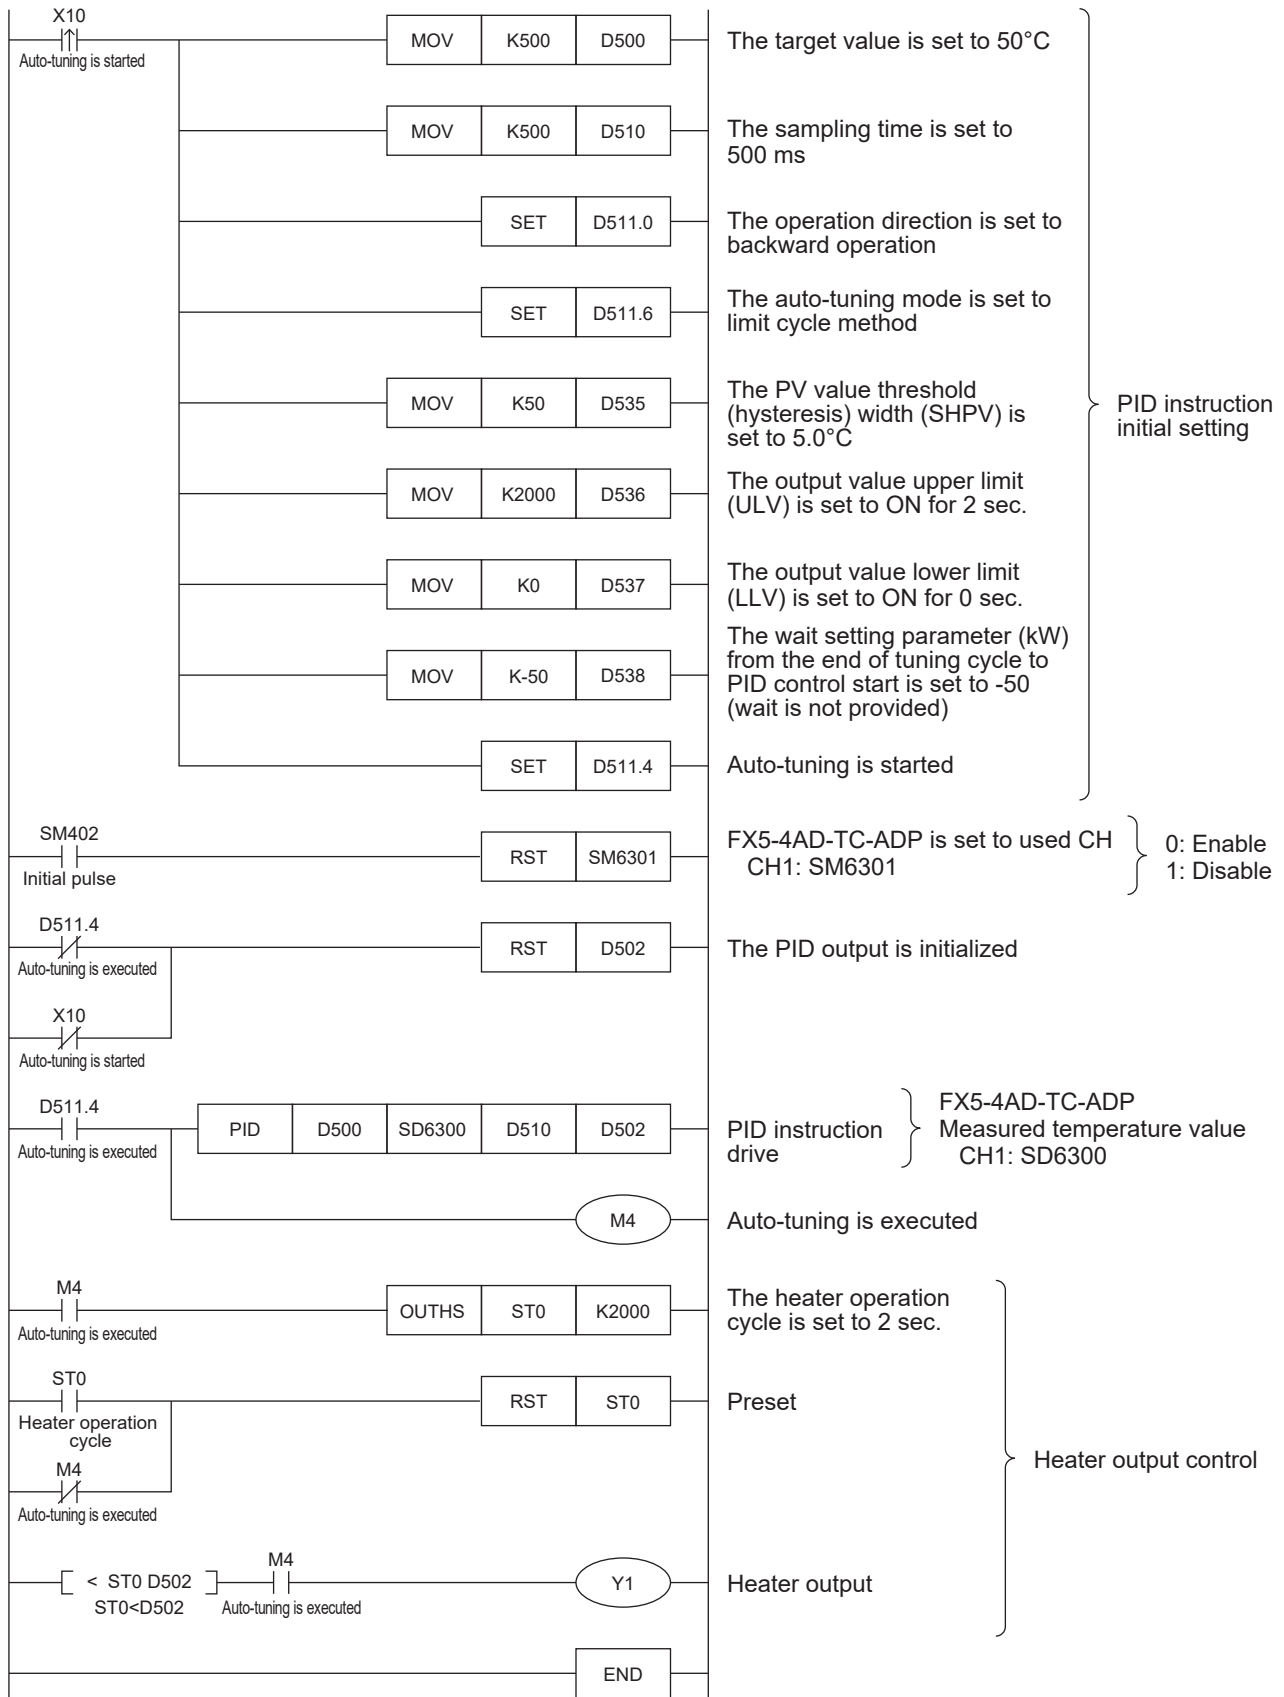 X10
Auto-tuning is started
MOV K500 D500
The target value is set to 50°C
MOV K500 D510
The sampling time is set to
500 ms
SET D511.0
The operation direction is set to
backward operation
SET D511.6
The auto-tuning mode is set to
limit cycle method
MOV K50 D535
The PV value threshold
(hysteresis) width (SHPV) is
set to 5.0°C
PID instruction
initial setting
MOV K2000 D536
The output value upper limit
(ULV) is set to ON for 2 sec.
MOV K0 D537
The output value lower limit
(LLV) is set to ON for 0 sec.
MOV K-50 D538
The wait setting parameter (kW)
from the end of tuning cycle to
PID control start is set to -50
(wait is not provided)
SET D511.4
Auto-tuning is started
SM402
Initial pulse
RST SM6301
FX5-4AD-TC-ADP is set to used CH
CH1: SM6301
0: Enable
1: Disable
D511.4
Auto-tuning is executed
RST D502
The PID output is initialized
X10
Auto-tuning is started
D511.4
Auto-tuning is executed
PID D500 SD6300 D510 D502
PID instruction
drive
FX5-4AD-TC-ADP
Measured temperature value
CH1: SD6300
M4
Auto-tuning is executed
M4
Auto-tuning is executed
OUTHS ST0 K2000
The heater operation
cycle is set to 2 sec.
ST0
Heater operation
cycle
RST ST0
Preset
M4
Auto-tuning is executed
Heater output control
< ST0 D502
ST0<D502
M4
Auto-tuning is executed
Y1
Heater output
END